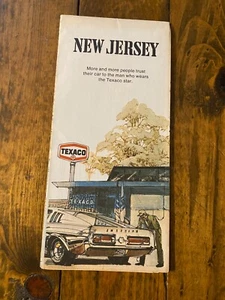 NEW JERSEY
More and more people trust
their car to the man who wears
the Texaco star.
TEXACO
TEXACO